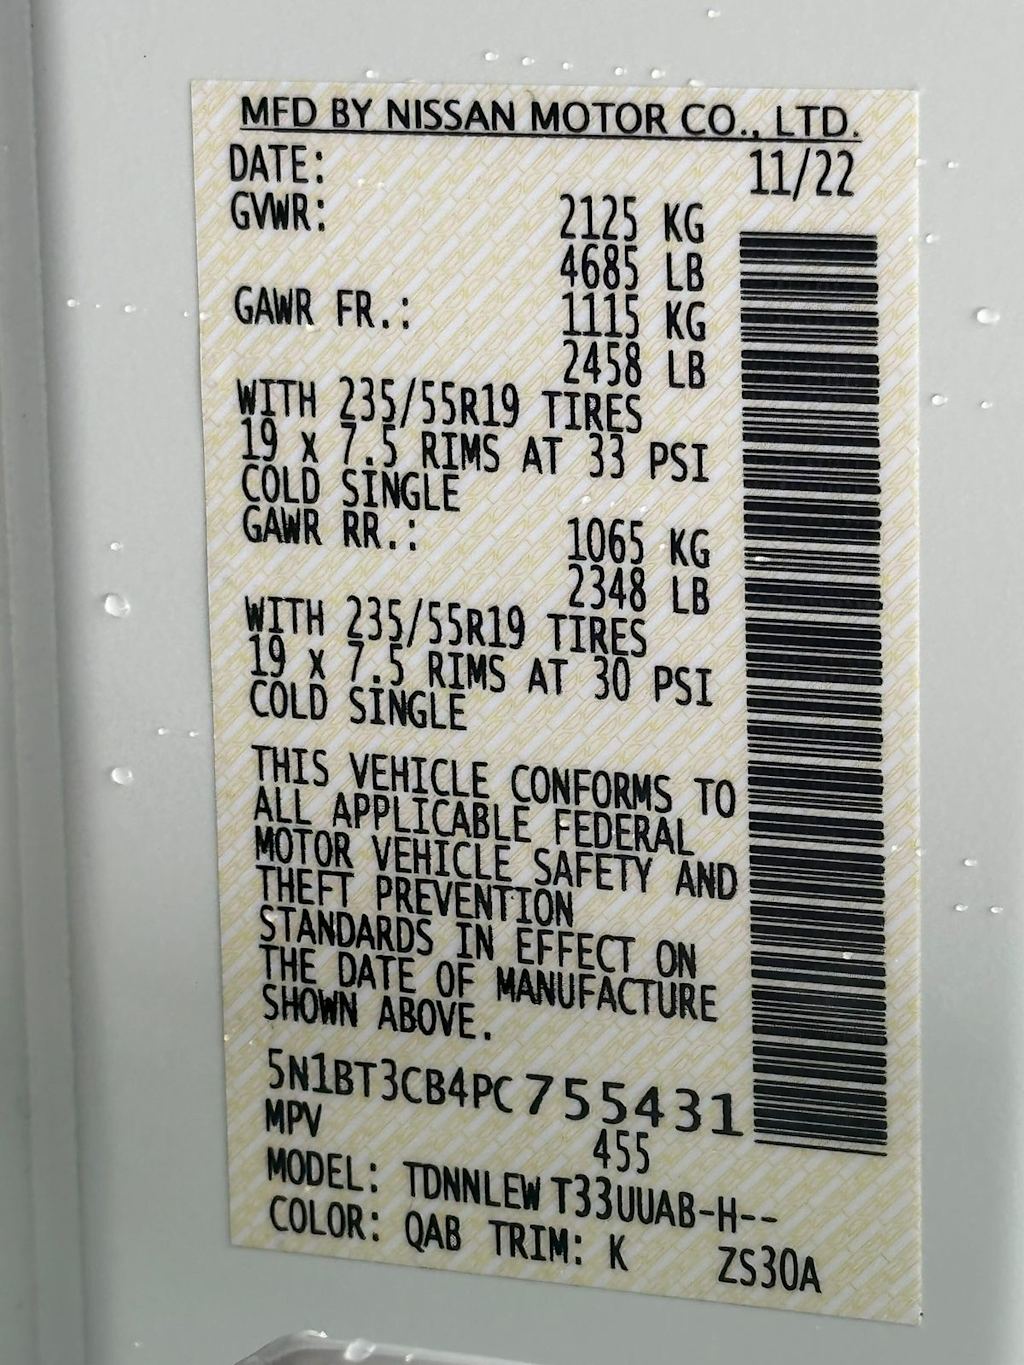 MFD BY NISSAN MOTOR CO., LTD.
DATE: 11/22
GVWR: 2125 KG
4685 LB
GAWR FR.: 1115 KG
2458 LB
WITH 235/55R19 TIRES
19 x 7.5 RIMS AT 33 PSI
COLD SINGLE
GAWR RR.: 1065 KG
2348 LB
WITH 235/55R19 TIRES
19 x 7.5 RIMS AT 30 PSI
COLD SINGLE
THIS VEHICLE CONFORMS TO
ALL APPLICABLE FEDERAL
MOTOR VEHICLE SAFETY AND
THEFT PREVENTION
STANDARDS IN EFFECT ON
THE DATE OF MANUFACTURE
SHOWN ABOVE.
5N1BT3CB4PC755431
MPV 455
MODEL: TDNNLEWT33UUAB-H--
COLOR: QAB TRIM: K ZS30A